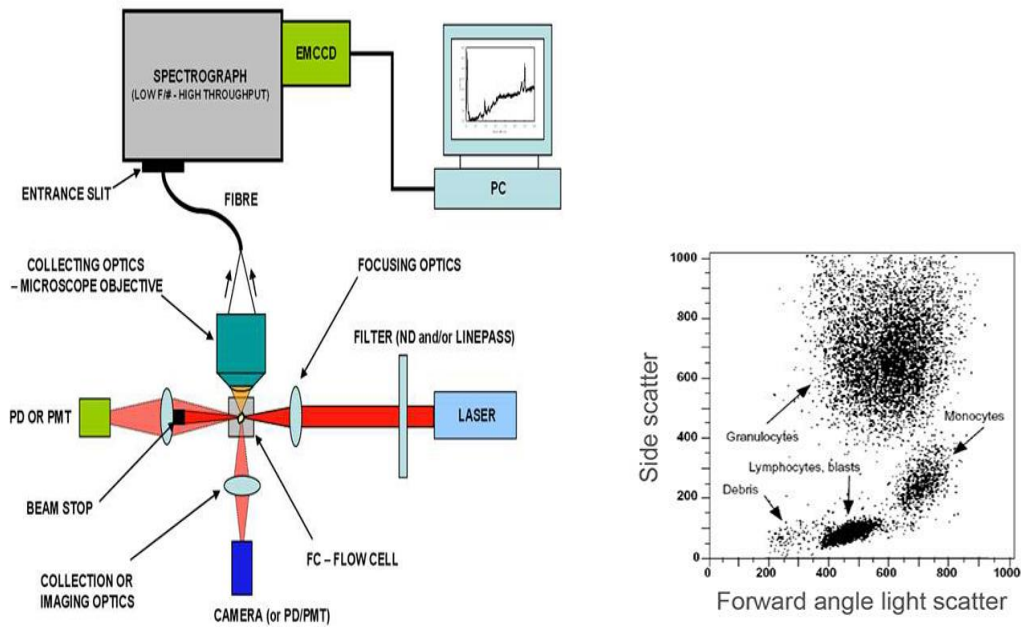 EMCCD
SPECTROGRAPH
(LOW F/# - HIGH THROUGHPUT)
ENTRANCE SLIT
FIBRE
PC
COLLECTING OPTICS
– MICROSCOPE OBJECTIVE
FOCUSING OPTICS
FILTER (ND and/or LINEPASS)
PD OR PMT
LASER
BEAM STOP
FC – FLOW CELL
COLLECTION OR
IMAGING OPTICS
CAMERA (or PD/PMT)
Side scatter
1000
800
600
400
200
0
Granulocytes
Monocytes
Lymphocytes, blasts
Debris
0 200 400 600 800 1000
Forward angle light scatter